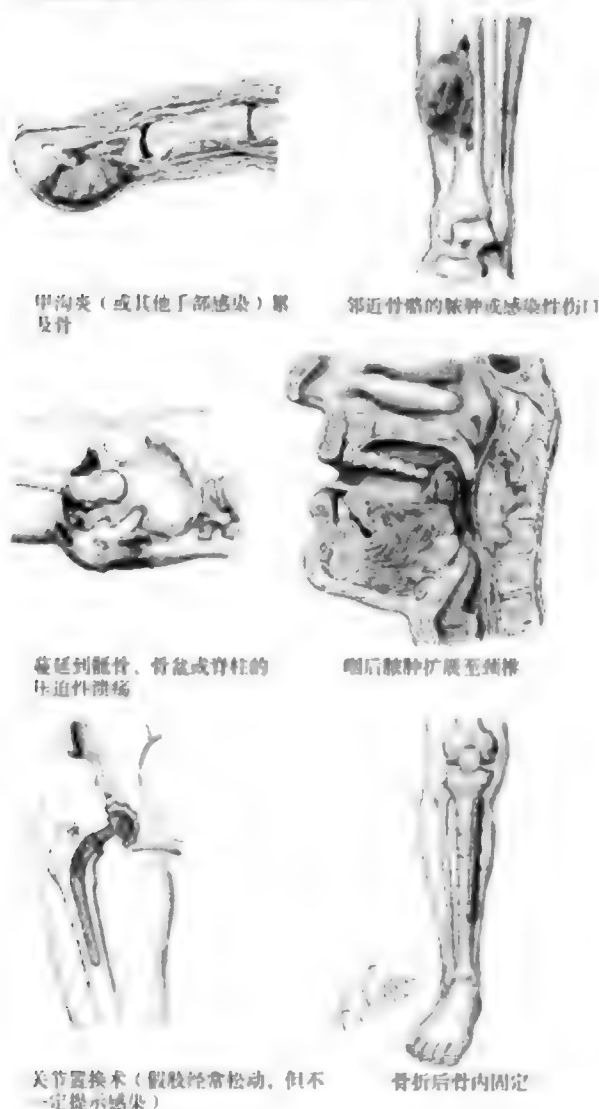 甲沟炎（或其他手部感染）累
及骨
邻近骨骼的脓肿或感染性伤口
蔓延到骶骨、骨盆或脊柱的
压迫性溃疡
咽后脓肿扩展至颈椎
关节置换术（假肢经常松动，但不
一定提示感染）
骨折后骨内固定